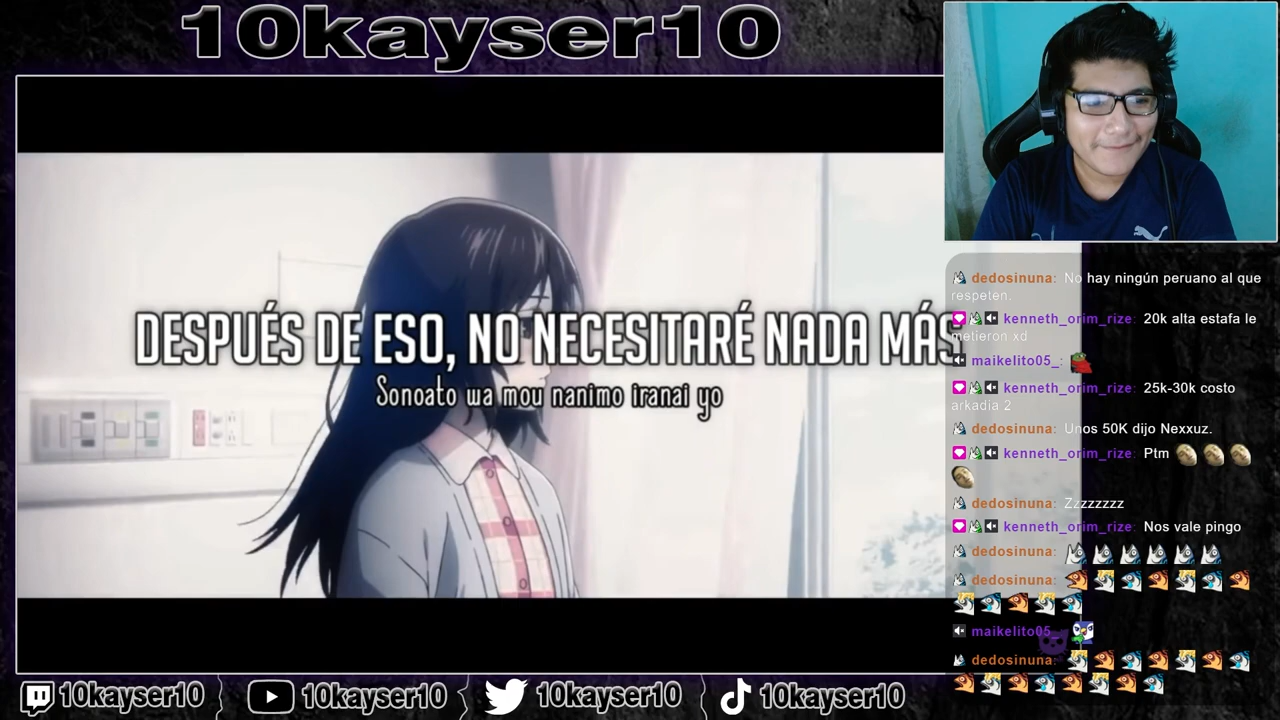 10kayser10
DESPUÉS DE ESO, NO NECESITARÉ NADA MÁS
Sonoato wa mou nanimo iranai yo
dedosinuna: No hay ningún peruano al que
respeten.
kenneth_orim_rize: 20k alta estafa le
metieron xd
maikelito05_:
kenneth_orim_rize: 25k-30k costo
arkadia 2
dedosinuna: Unos 50K dijo Nexxuz.
kenneth_orim_rize: Ptm
dedosinuna: Zzzzzzzz
kenneth_orim_rize: Nos vale pingo
dedosinuna:
dedosinuna:
maikelito05_:
dedosinuna:
10kayser10 10kayser10 10kayser10 10kayser10